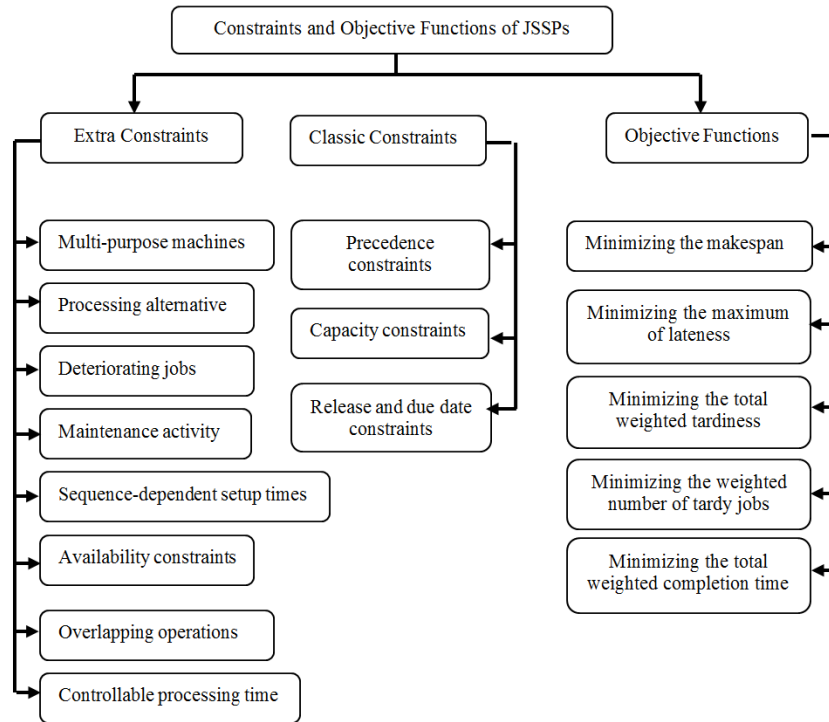 Constraints and Objective Functions of JSSPs
Extra Constraints
Classic Constraints
Objective Functions
Multi-purpose machines
Processing alternative
Deteriorating jobs
Maintenance activity
Sequence-dependent setup times
Availability constraints
Overlapping operations
Controllable processing time
Precedence
constraints
Capacity constraints
Release and due date
constraints
Minimizing the makespan
Minimizing the maximum
of lateness
Minimizing the total
weighted tardiness
Minimizing the weighted
number of tardy jobs
Minimizing the total
weighted completion time